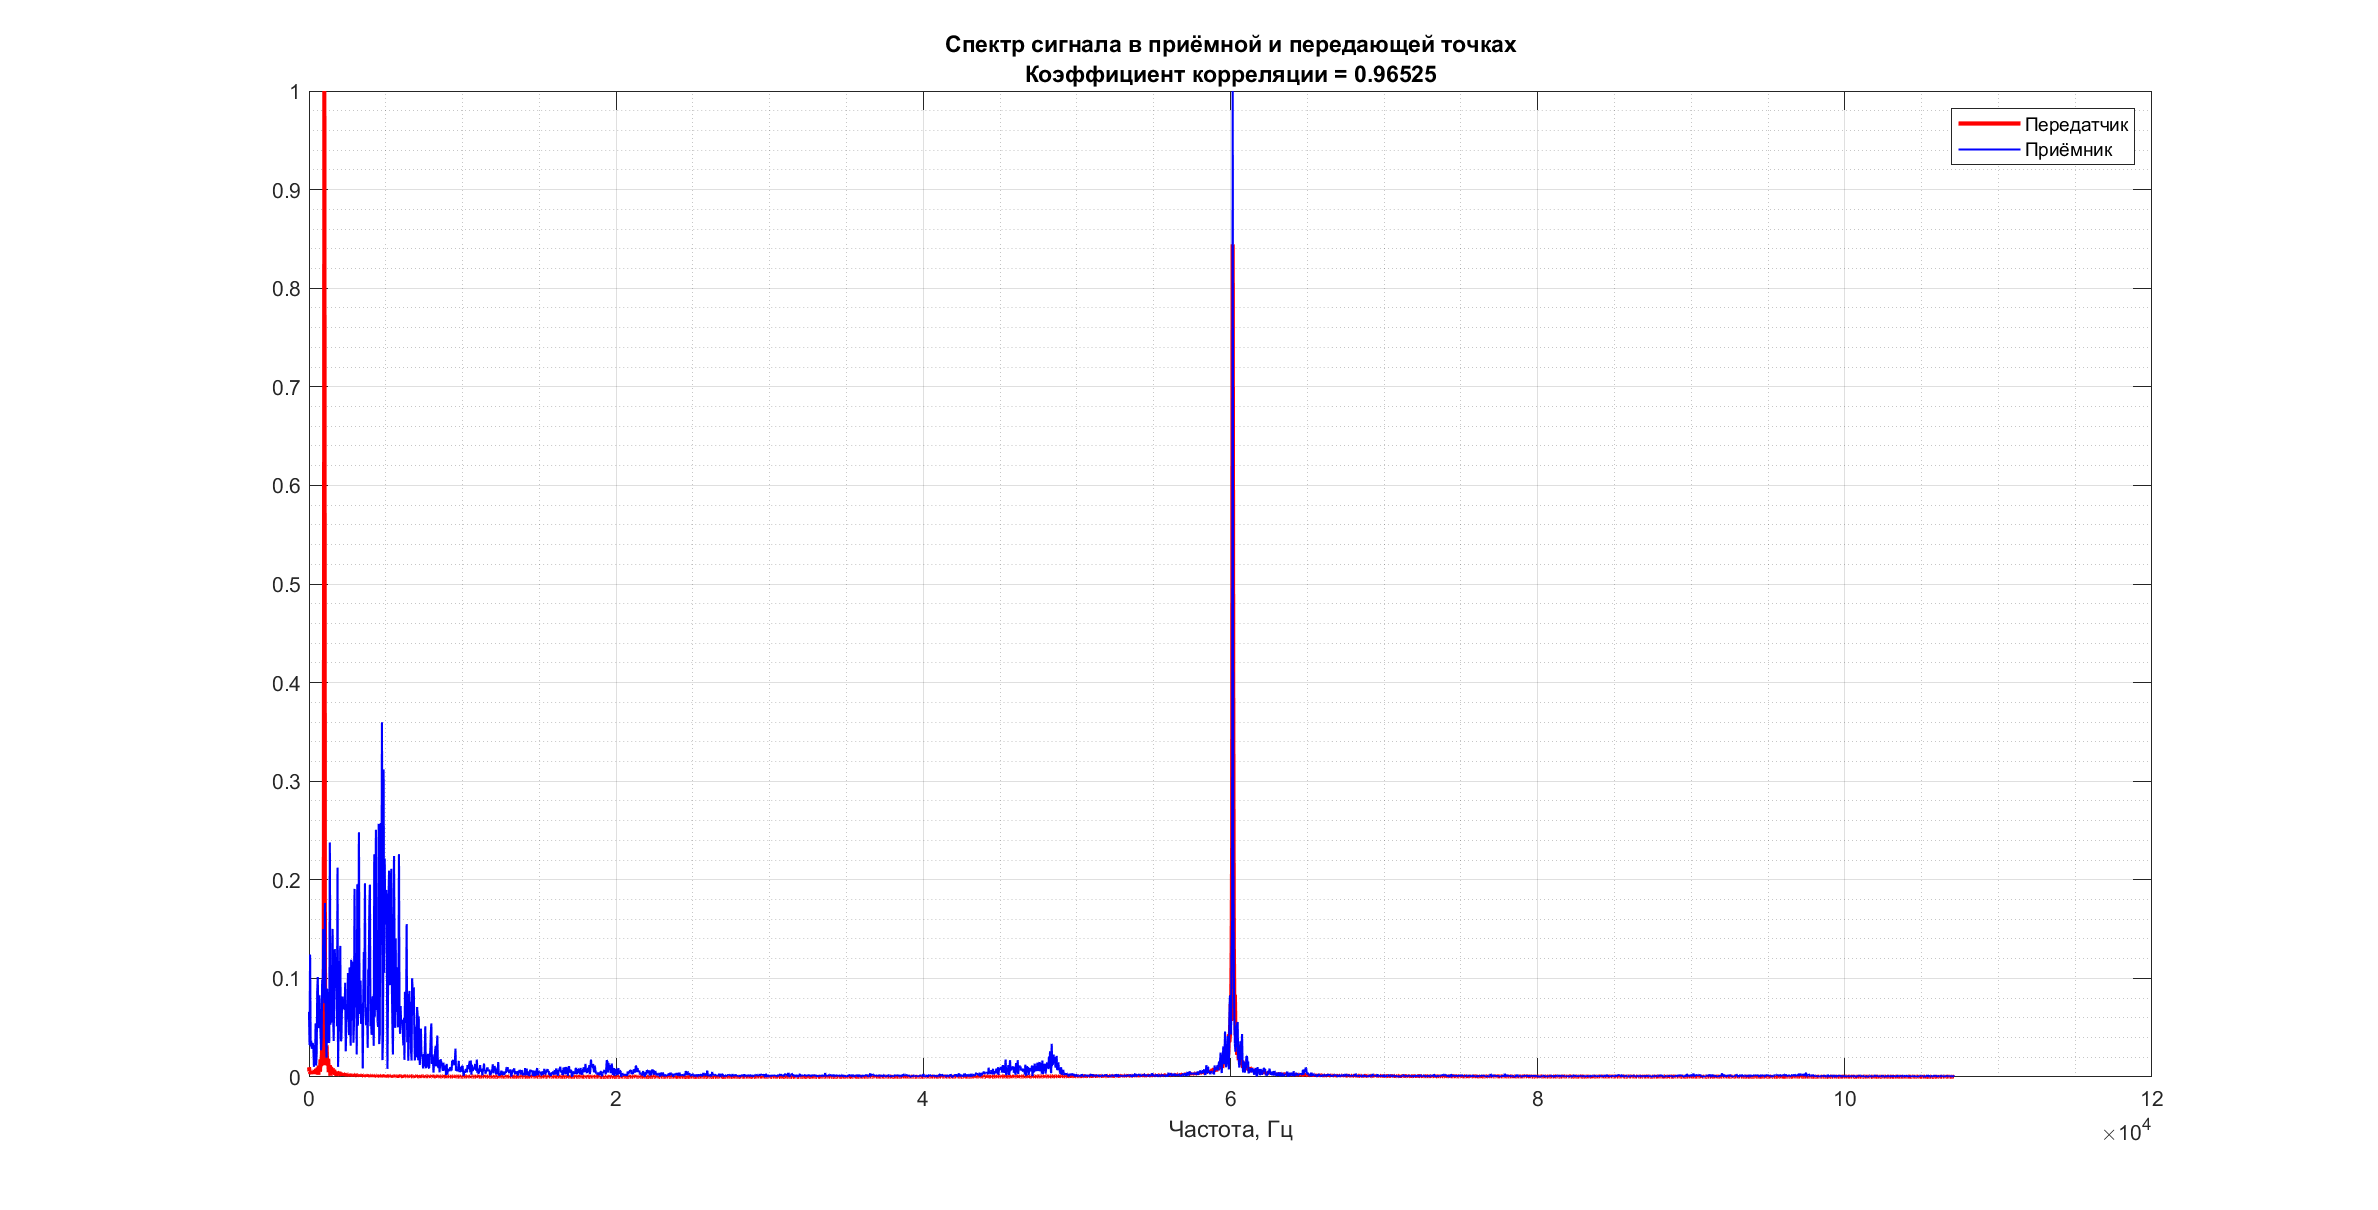 Спектр сигнала в приёмной и передающей точках
Коэффициент корреляции = 0.96525
1
0.9
0.8
0.7
0.6
0.5
0.4
0.3
0.2
0.1
0
Передатчик
Приёмник
0 2 4 6 8 10 12
Частота, Гц
×10⁴